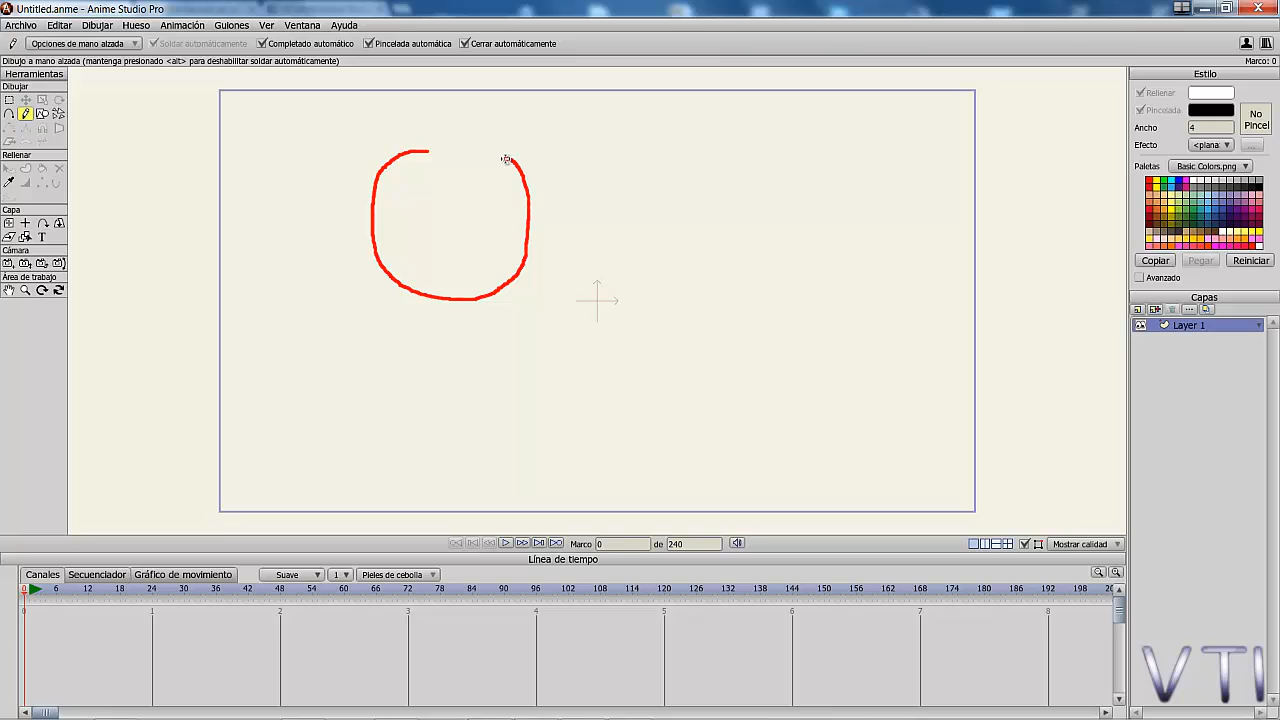 Untitled.anme - Anime Studio Pro
Archivo Editar Dibujar Hueso Animación Guiones Ver Ventana Ayuda
Opciones de mano alzada Soldar automáticamente Completado automático Pincelada automática Cerrar automáticamente
Dibujo a mano alzada (mantenga presionado <alt> para deshabilitar soldar automáticamente) Marco: 0
Herramientas
Dibujar
Rellenar
Capa
T
Cámara
Área de trabajo
Estilo
Rellenar
Pincelada
Ancho 4
No
Pincel
Efecto <plana ...
Paletas Basic Colors.png
Copiar Pegar Reiniciar
Avanzado
Capas
Layer 1
Marco 0 de 240 Mostrar calidad
Línea de tiempo
Canales Secuenciador Gráfico de movimiento Suave 1 Pieles de cebolla
0 6 12 18 24 30 36 42 48 54 60 66 72 78 84 90 96 102 108 114 120 126 132 138 144 150 156 162 168 174 180 186 192 198
0 1 2 3 4 5 6 7 8
VTI